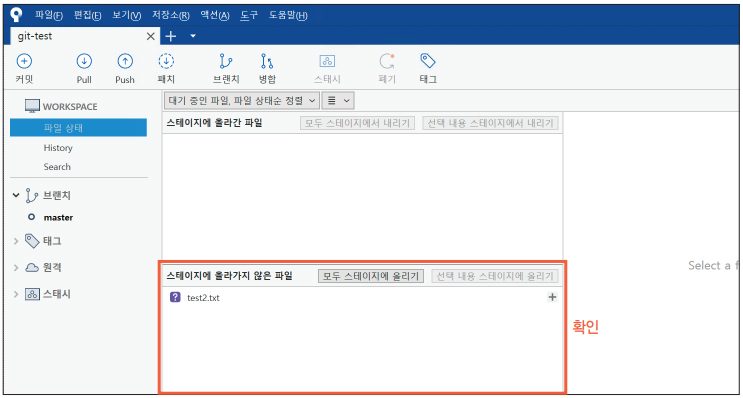 파일(F) 편집(E) 보기(V) 저장소(R) 액션(A) 도구 도움말(H)
git-test
커밋 Pull Push 패치 브랜치 병합 스태시 폐기 태그
WORKSPACE
파일 상태
History
Search
브랜치
master
태그
원격
스태시
대기 중인 파일, 파일 상태순 정렬
스테이지에 올라간 파일 모두 스테이지에서 내리기 선택 내용 스테이지에서 내리기
스테이지에 올라가지 않은 파일 모두 스테이지에 올리기 선택 내용 스테이지에 올리기
test2.txt
Select a f
확인